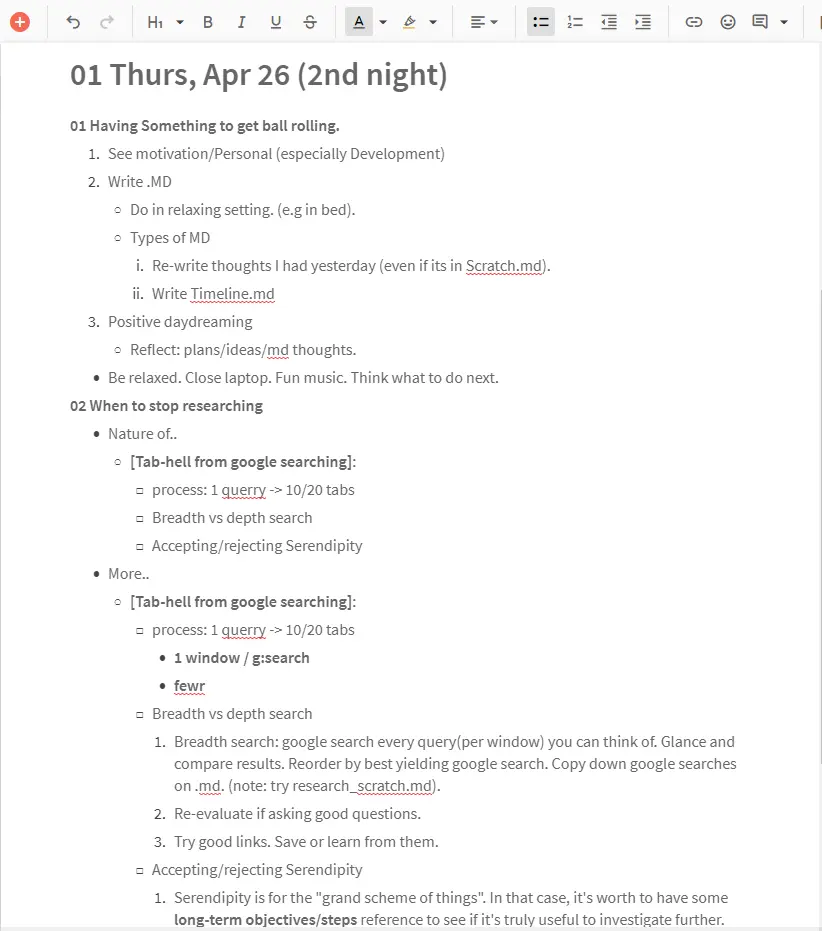 H1 B I U S A
01 Thurs, Apr 26 (2nd night)
01 Having Something to get ball rolling.
1. See motivation/Personal (especially Development)
2. Write .MD
○ Do in relaxing setting. (e.g in bed).
○ Types of MD
i. Re-write thoughts I had yesterday (even if its in Scratch.md).
ii. Write Timeline.md
3. Positive daydreaming
○ Reflect: plans/ideas/md thoughts.
• Be relaxed. Close laptop. Fun music. Think what to do next.
02 When to stop researching
• Nature of..
○ [Tab-hell from google searching]:
□ process: 1 querry -> 10/20 tabs
□ Breadth vs depth search
□ Accepting/rejecting Serendipity
• More..
○ [Tab-hell from google searching]:
□ process: 1 querry -> 10/20 tabs
• 1 window / g:search
• fewr
□ Breadth vs depth search
1. Breadth search: google search every query(per window) you can think of. Glance and
compare results. Reorder by best yielding google search. Copy down google searches
on .md. (note: try research_scratch.md).
2. Re-evaluate if asking good questions.
3. Try good links. Save or learn from them.
□ Accepting/rejecting Serendipity
1. Serendipity is for the "grand scheme of things". In that case, it's worth to have some
long-term objectives/steps reference to see if it's truly useful to investigate further.